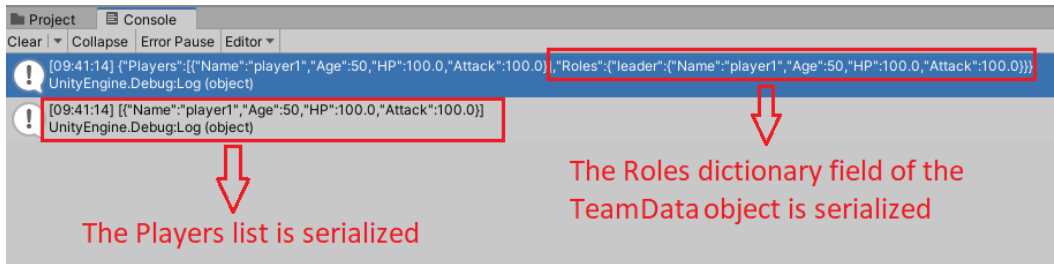 Project Console
Clear Collapse Error Pause Editor
[09:41:14] {"Players":[{"Name":"player1","Age":50,"HP":100.0,"Attack":100.0}],"Roles":{"leader":{"Name":"player1","Age":50,"HP":100.0,"Attack":100.0}}}
UnityEngine.Debug:Log (object)
[09:41:14] [{"Name":"player1","Age":50,"HP":100.0,"Attack":100.0}]
UnityEngine.Debug:Log (object)
The Roles dictionary field of the
TeamData object is serialized
The Players list is serialized